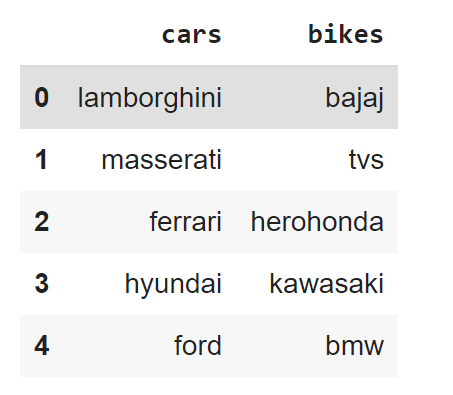 cars bikes
0 lamborghini bajaj
1 masserati tvs
2 ferrari herohonda
3 hyundai kawasaki
4 ford bmw